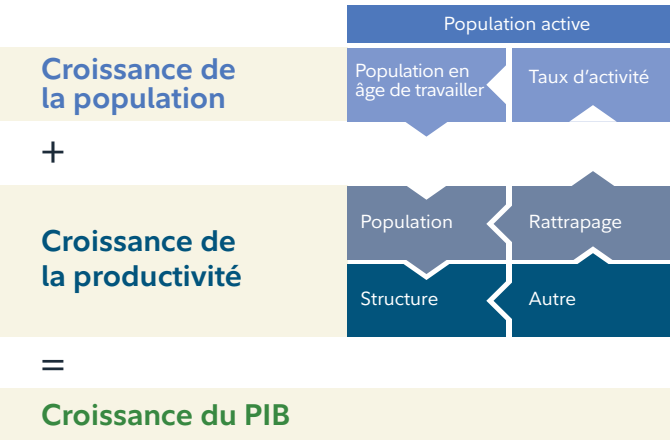 Population active
Croissance de
la population
Population en
âge de travailler
Taux d’activité
+
Croissance de
la productivité
Population
Rattrapage
Structure
Autre
=
Croissance du PIB